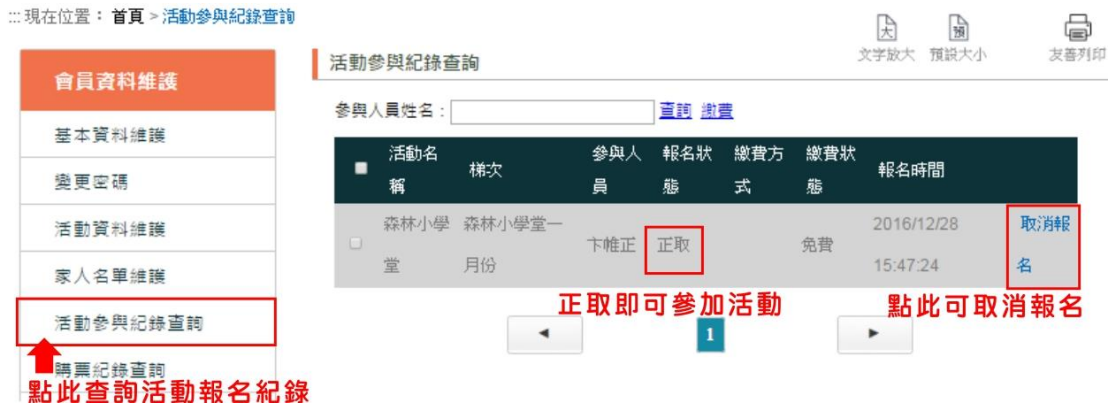 :::現在位置：首頁 > 活動參與紀錄查詢
大 預
文字放大 預設大小 友善列印
會員資料維護
基本資料維護
變更密碼
活動資料維護
家人名單維護
活動參與紀錄查詢
購票紀錄查詢
點此查詢活動報名紀錄
活動參與紀錄查詢
參與人員姓名： 查詢 繳費
活動名稱 梯次 參與人員 報名狀態 繳費方式 繳費狀態 報名時間
森林小學堂 森林小學堂一月份 卞帷正 正取 免費 2016/12/28 15:47:24 取消報名
正取即可參加活動 點此可取消報名
1